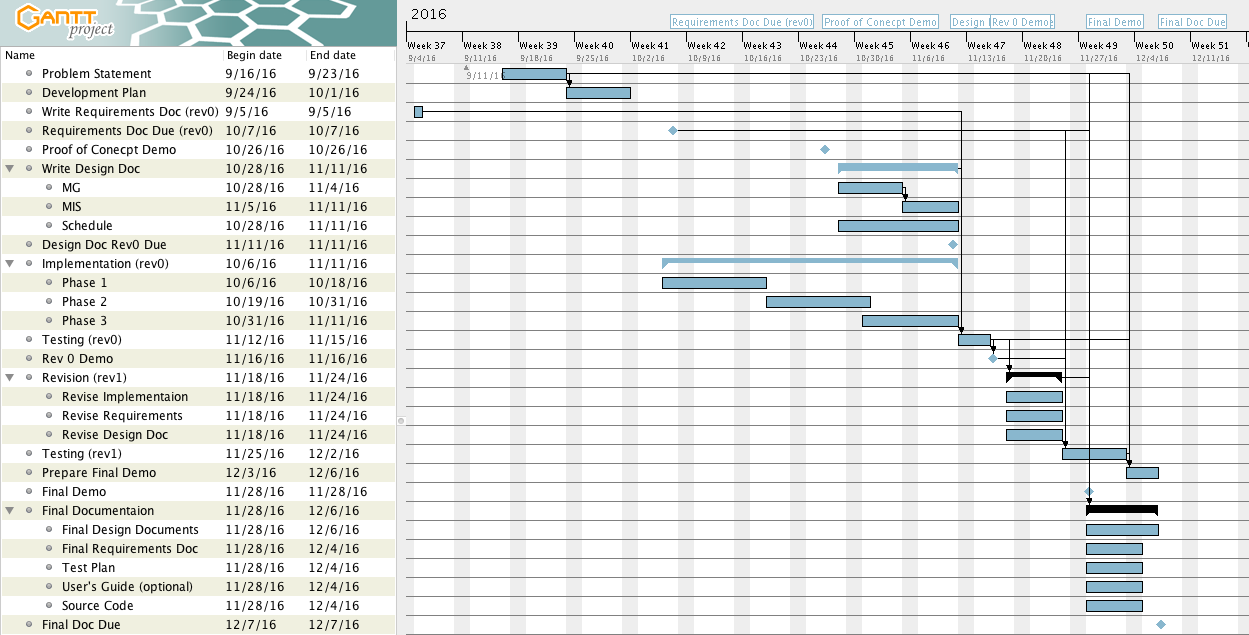 GANTT
project
2016
Requirements Doc Due (rev0) Proof of Conecpt Demo Design Rev 0 Demo Final Demo Final Doc Due
Name Begin date End date
Week 37 Week 38 Week 39 Week 40 Week 41 Week 42 Week 43 Week 44 Week 45 Week 46 Week 47 Week 48 Week 49 Week 50 Week 51
9/4/16 9/11/16 9/18/16 9/25/16 10/2/16 10/9/16 10/16/16 10/23/16 10/30/16 11/6/16 11/13/16 11/20/16 11/27/16 12/4/16 12/11/16
Problem Statement 9/16/16 9/23/16 9/11/16
Development Plan 9/24/16 10/1/16
Write Requirements Doc (rev0) 9/5/16 9/5/16
Requirements Doc Due (rev0) 10/7/16 10/7/16
Proof of Conecpt Demo 10/26/16 10/26/16
Write Design Doc 10/28/16 11/11/16
MG 10/28/16 11/4/16
MIS 11/5/16 11/11/16
Schedule 10/28/16 11/11/16
Design Doc Rev0 Due 11/11/16 11/11/16
Implementation (rev0) 10/6/16 11/11/16
Phase 1 10/6/16 10/18/16
Phase 2 10/19/16 10/31/16
Phase 3 10/31/16 11/11/16
Testing (rev0) 11/12/16 11/15/16
Rev 0 Demo 11/16/16 11/16/16
Revision (rev1) 11/18/16 11/24/16
Revise Implementaion 11/18/16 11/24/16
Revise Requirements 11/18/16 11/24/16
Revise Design Doc 11/18/16 11/24/16
Testing (rev1) 11/25/16 12/2/16
Prepare Final Demo 12/3/16 12/6/16
Final Demo 11/28/16 11/28/16
Final Documentaion 11/28/16 12/6/16
Final Design Documents 11/28/16 12/6/16
Final Requirements Doc 11/28/16 12/4/16
Test Plan 11/28/16 12/4/16
User's Guide (optional) 11/28/16 12/4/16
Source Code 11/28/16 12/4/16
Final Doc Due 12/7/16 12/7/16